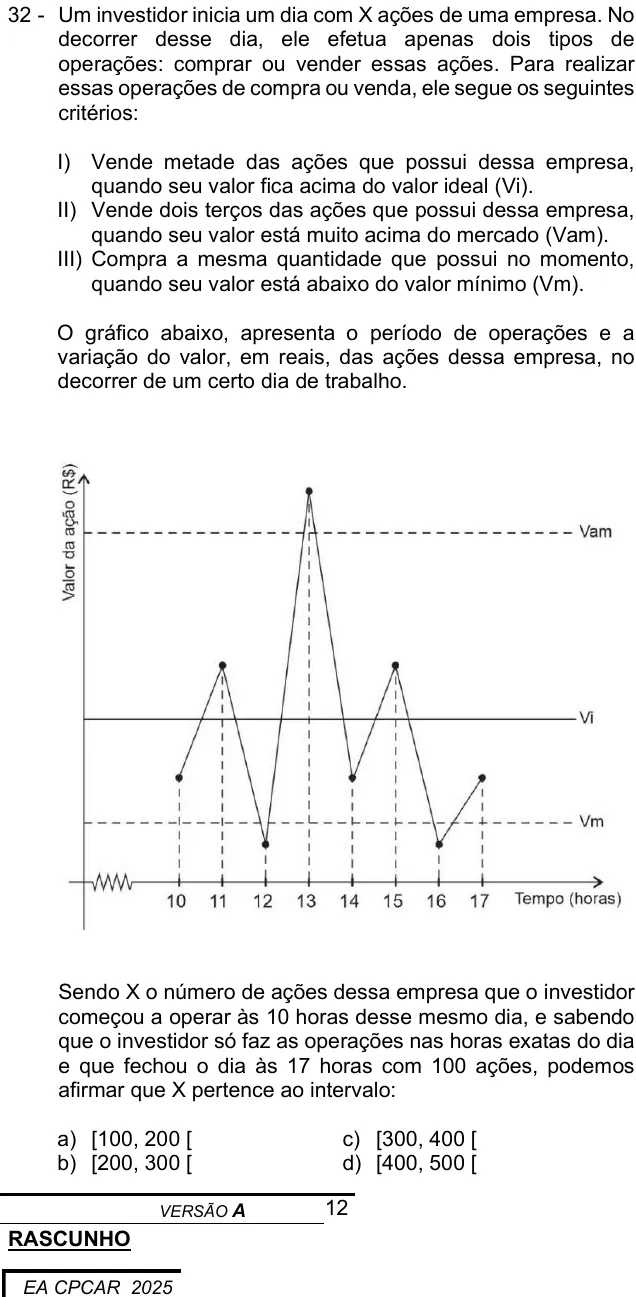 32 - Um investidor inicia um dia com X ações de uma empresa. No
decorrer desse dia, ele efetua apenas dois tipos de
operações: comprar ou vender essas ações. Para realizar
essas operações de compra ou venda, ele segue os seguintes
critérios:
I) Vende metade das ações que possui dessa empresa,
quando seu valor fica acima do valor ideal (Vi).
II) Vende dois terços das ações que possui dessa empresa,
quando seu valor está muito acima do mercado (Vam).
III) Compra a mesma quantidade que possui no momento,
quando seu valor está abaixo do valor mínimo (Vm).
O gráfico abaixo, apresenta o período de operações e a
variação do valor, em reais, das ações dessa empresa, no
decorrer de um certo dia de trabalho.
Valor da ação (R$)
Vam
Vi
Vm
10 11 12 13 14 15 16 17 Tempo (horas)
Sendo X o número de ações dessa empresa que o investidor
começou a operar às 10 horas desse mesmo dia, e sabendo
que o investidor só faz as operações nas horas exatas do dia
e que fechou o dia às 17 horas com 100 ações, podemos
afirmar que X pertence ao intervalo:
a) [100, 200 [ c) [300, 400 [
b) [200, 300 [ d) [400, 500 [
VERSÃO A 12
RASCUNHO
EA CPCAR 2025